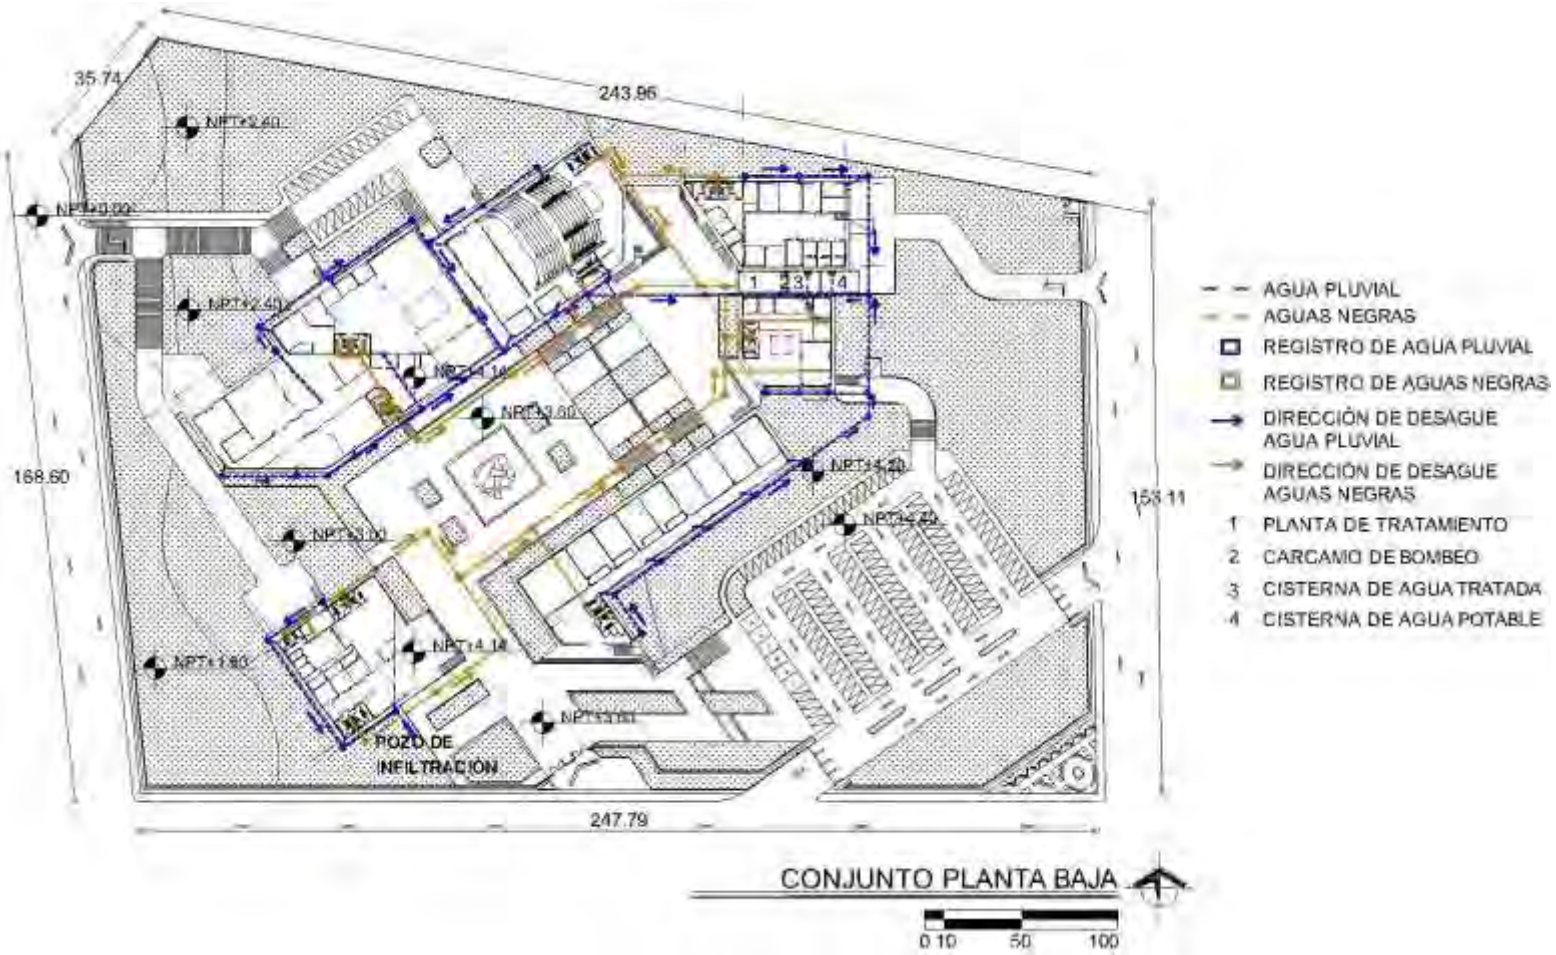 35.74
243.96
NPT+2.40
NPT+0.00
NPT+2.40
1
2
3
4
NPT+4.14
NPT+3.60
168.60
NPT+4.20
153.11
NPT+3.00
NPT+4.14
NPT+1.80
POZO DE
INFILTRACIÓN
247.79
AGUA PLUVIAL
AGUAS NEGRAS
REGISTRO DE AGUA PLUVIAL
REGISTRO DE AGUAS NEGRAS
DIRECCIÓN DE DESAGUE
AGUA PLUVIAL
DIRECCIÓN DE DESAGUE
AGUAS NEGRAS
1 PLANTA DE TRATAMIENTO
2 CARCAMO DE BOMBEO
3 CISTERNA DE AGUA TRATADA
4 CISTERNA DE AGUA POTABLE
CONJUNTO PLANTA BAJA
0 10 50 100